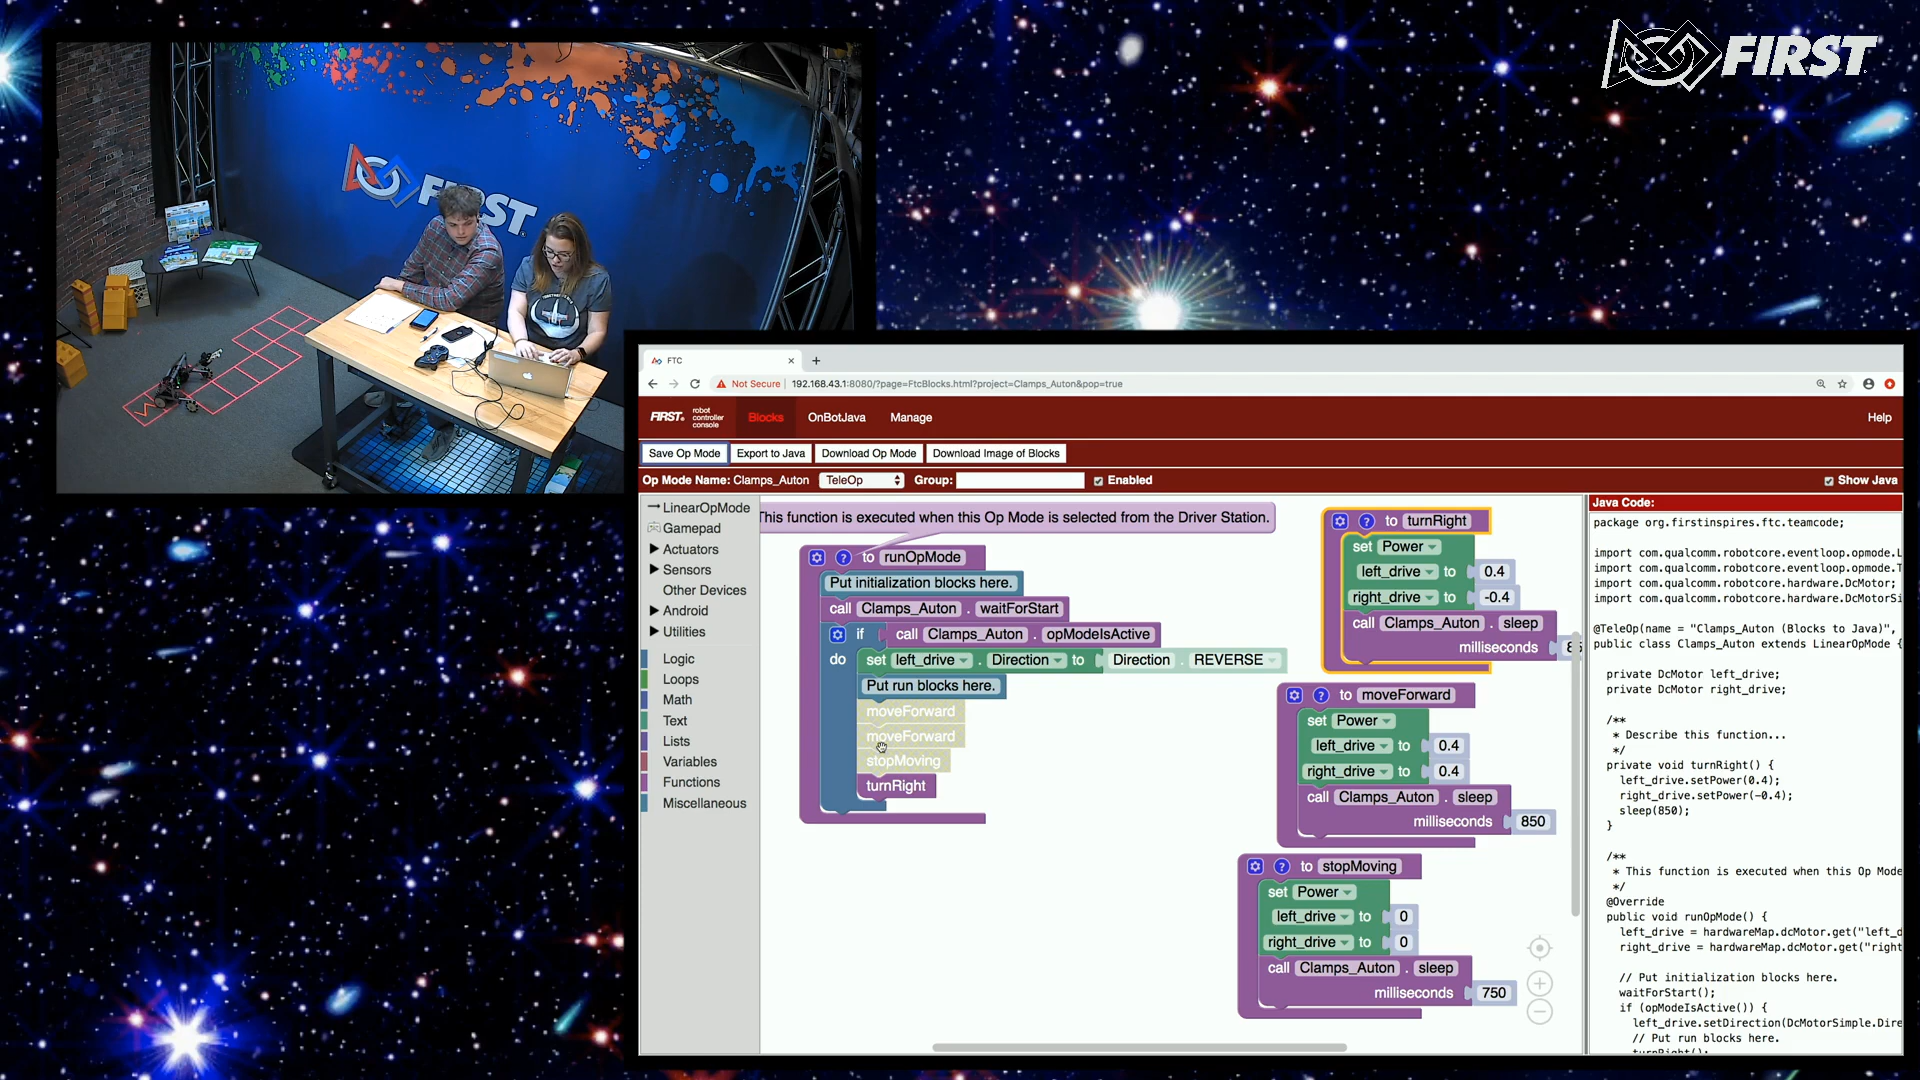 FIRST
FIRST
FTC
Not Secure
192.168.43.1:8080/?page=FtcBlocks.html?project=Clamps_Auton&pop=true
FIRST
robot
controller
console
Blocks
OnBotJava
Manage
Help
Save Op Mode
Export to Java
Download Op Mode
Download Image of Blocks
Op Mode Name: Clamps_Auton
TeleOp
Group:
Enabled
Show Java
LinearOpMode
Gamepad
Actuators
Sensors
Other Devices
Android
Utilities
Logic
Loops
Math
Text
Lists
Variables
Functions
Miscellaneous
This function is executed when this Op Mode is selected from the Driver Station.
to runOpMode
Put initialization blocks here.
call Clamps_Auton . waitForStart
if call Clamps_Auton . opModeIsActive
do set left_drive . Direction to Direction . REVERSE
Put run blocks here.
moveForward
moveForward
stopMoving
turnRight
to turnRight
set Power
left_drive to 0.4
right_drive to -0.4
call Clamps_Auton . sleep
milliseconds
to moveForward
set Power
left_drive to 0.4
right_drive to 0.4
call Clamps_Auton . sleep
milliseconds 850
to stopMoving
set Power
left_drive to 0
right_drive to 0
call Clamps_Auton . sleep
milliseconds 750
Java Code:
package org.firstinspires.ftc.teamcode;
import com.qualcomm.robotcore.eventloop.opmode.L
import com.qualcomm.robotcore.eventloop.opmode.T
import com.qualcomm.robotcore.hardware.DcMotor;
import com.qualcomm.robotcore.hardware.DcMotorSi
@TeleOp(name = "Clamps_Auton (Blocks to Java)",
public class Clamps_Auton extends LinearOpMode {
private DcMotor left_drive;
private DcMotor right_drive;
/**
* Describe this function...
*/
private void turnRight() {
left_drive.setPower(0.4);
right_drive.setPower(-0.4);
sleep(850);
}
/**
* This function is executed when this Op Mode
*/
@Override
public void runOpMode() {
left_drive = hardwareMap.dcMotor.get("left_d
right_drive = hardwareMap.dcMotor.get("right
// Put initialization blocks here.
waitForStart();
if (opModeIsActive()) {
left_drive.setDirection(DcMotorSimple.Dire
// Put run blocks here.
turnRight();